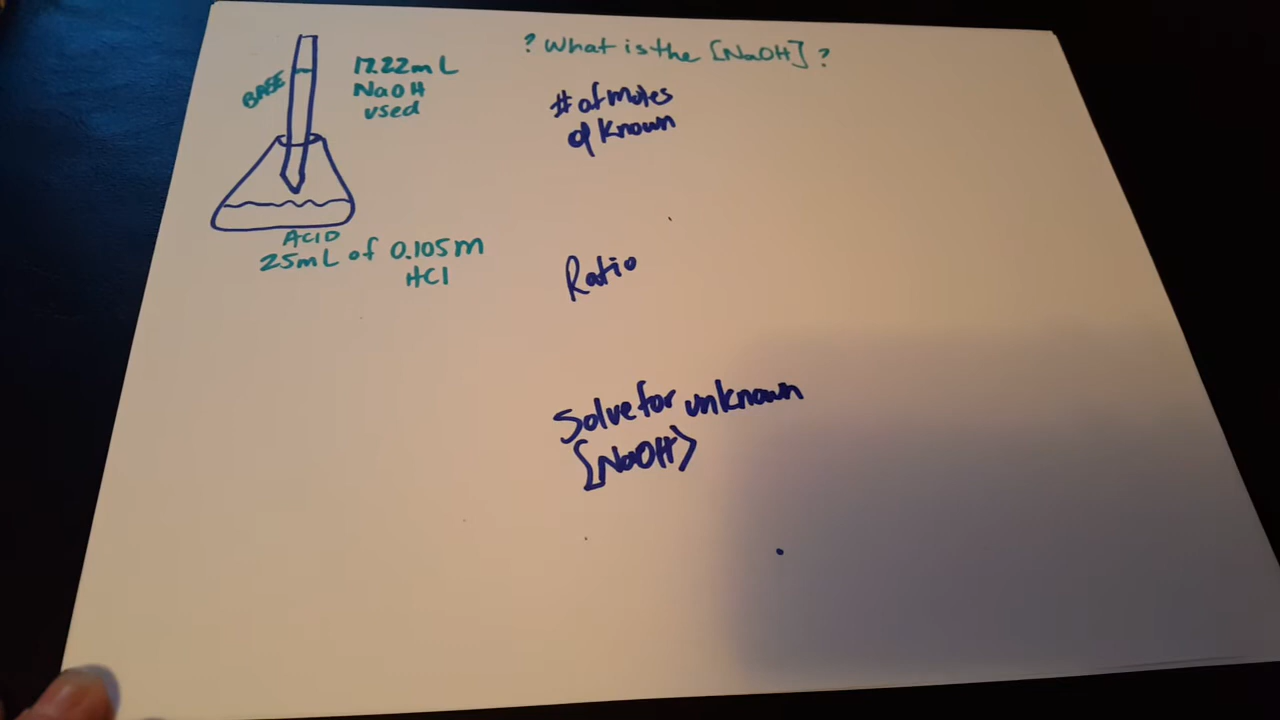 ? What is the [NaOH] ?
BASE
17.22mL
NaOH
used
ACID
25mL of 0.105M
HCl
# of moles
of known
Ratio
Solve for unknown
[NaOH]